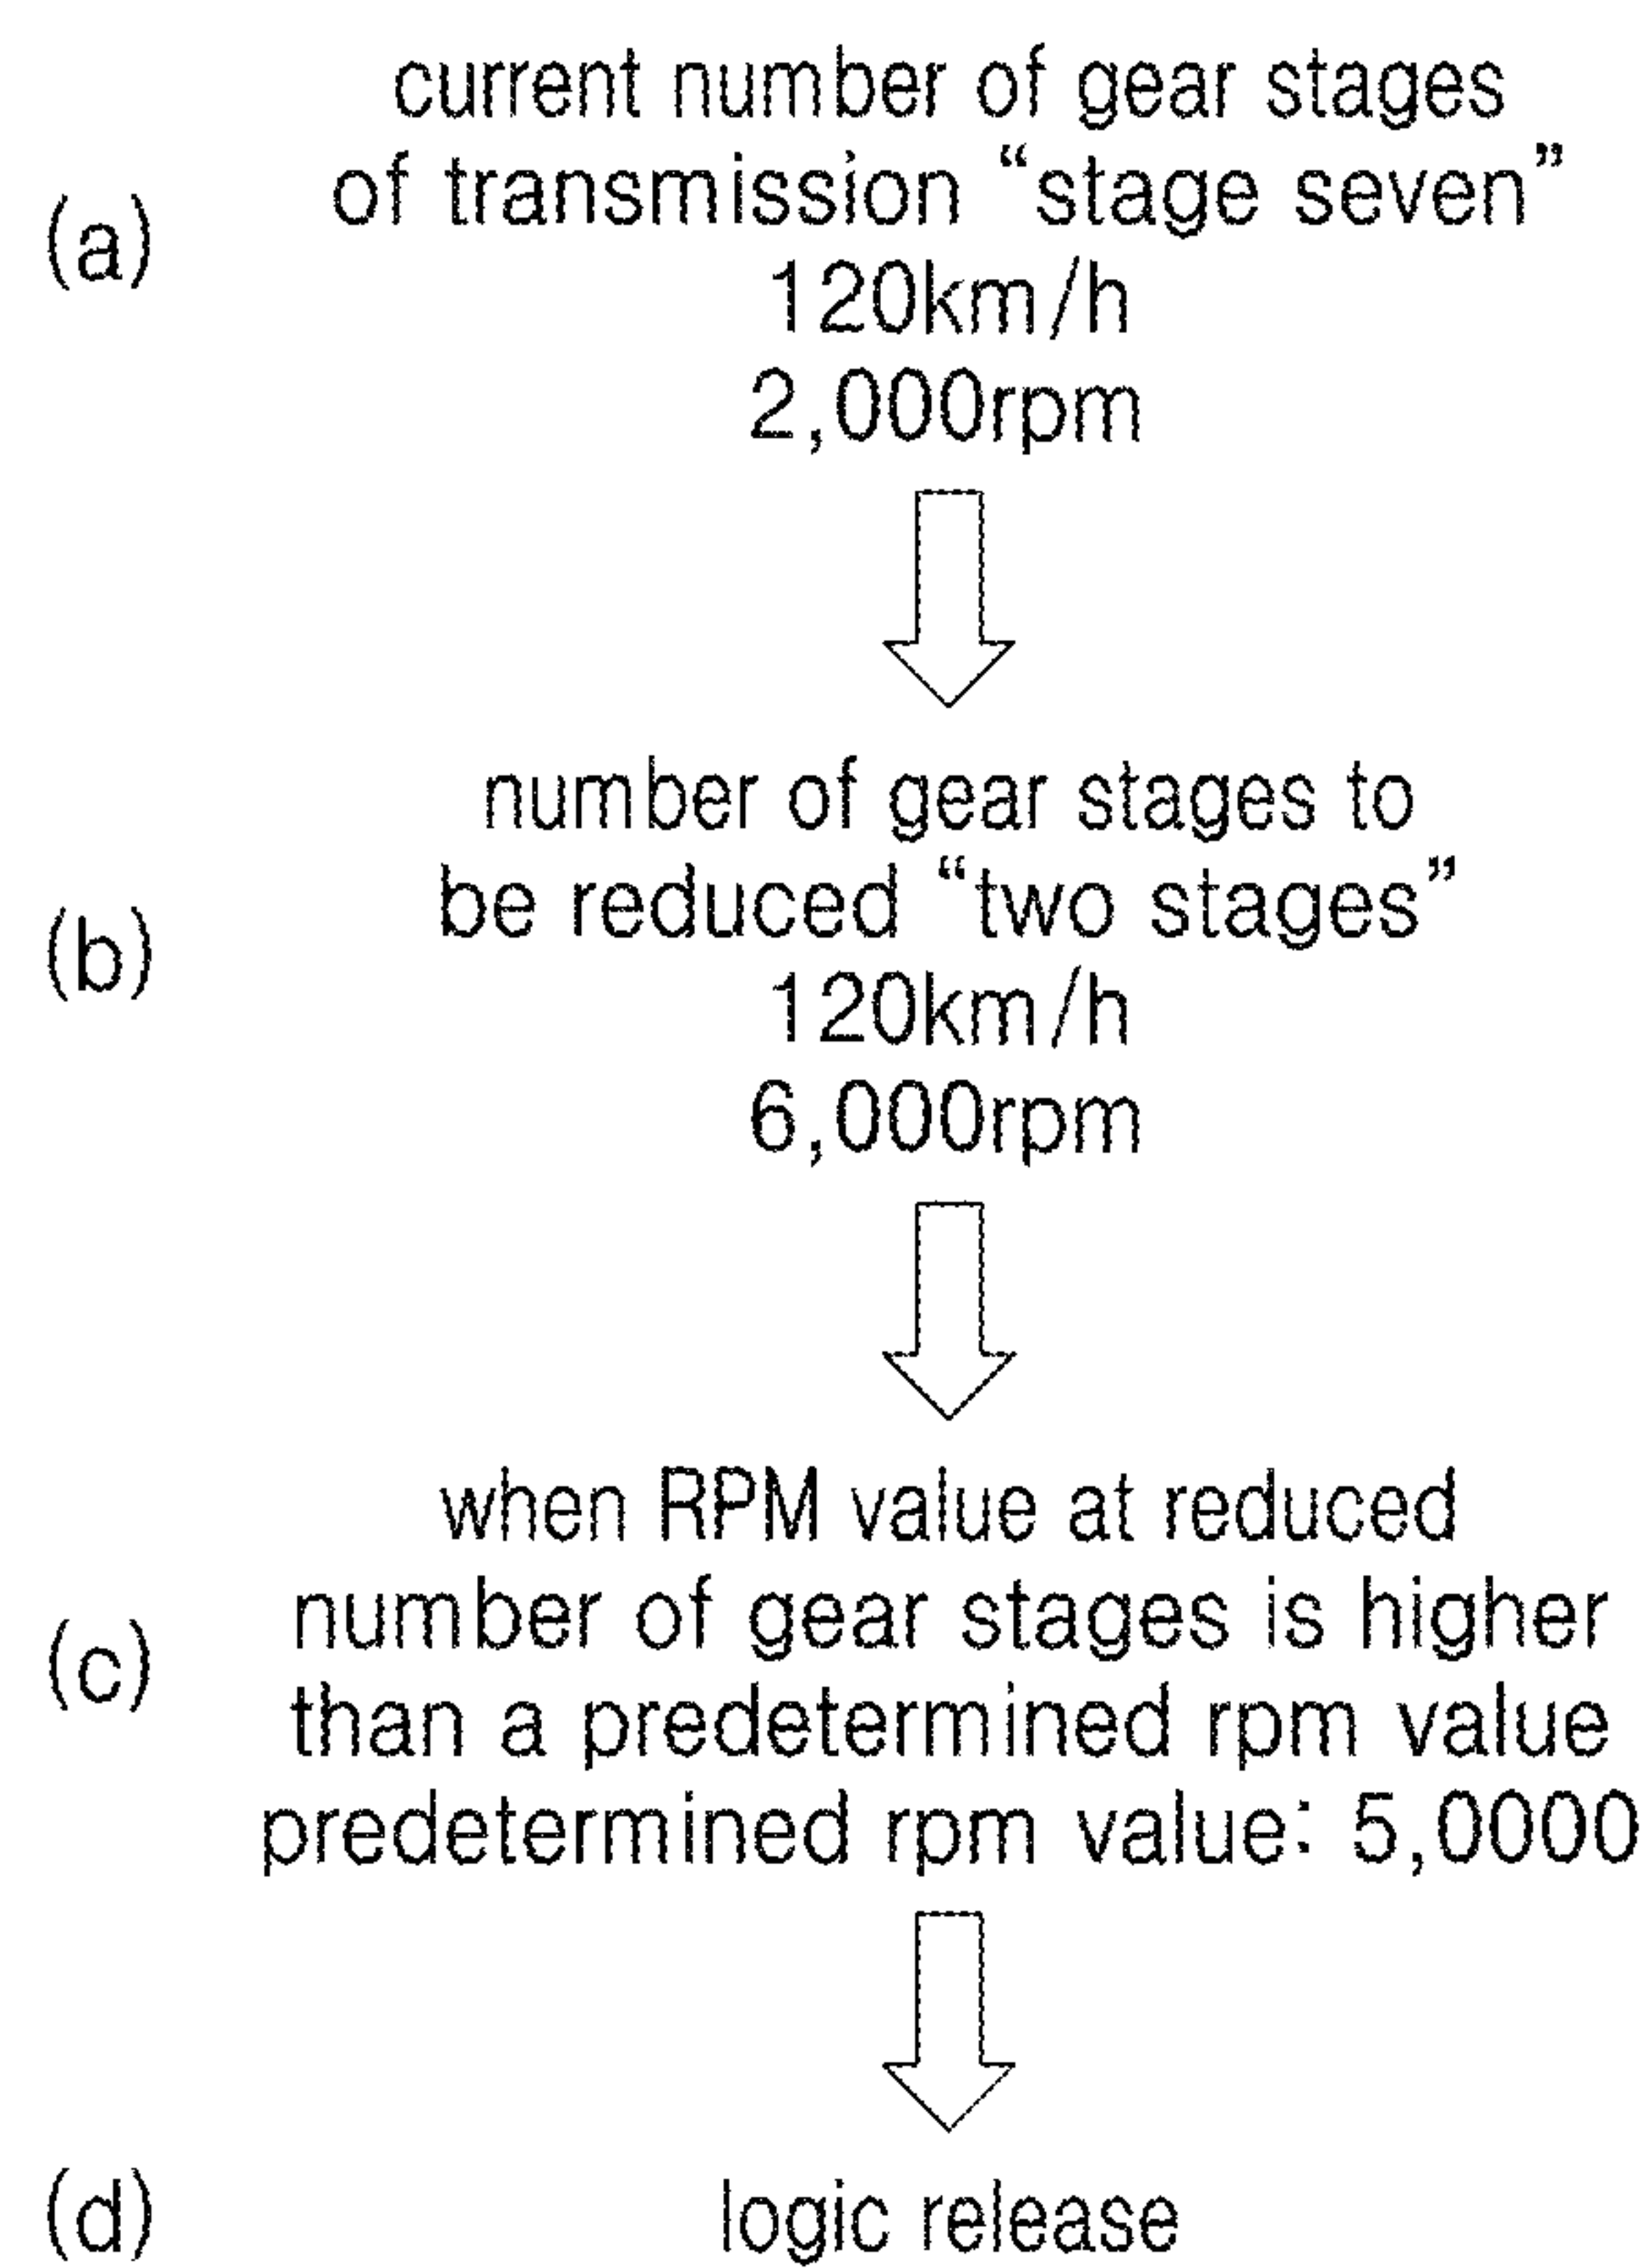 (a)
current number of gear stages
of transmission “stage seven”
120km/h
2,000rpm
(b)
number of gear stages to
be reduced “two stages”
120km/h
6,000rpm
(c)
when RPM value at reduced
number of gear stages is higher
than a predetermined rpm value
predetermined rpm value: 5,0000
(d)
logic release